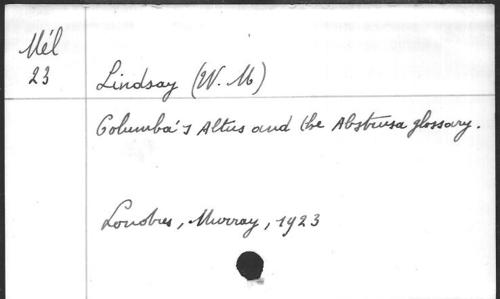 Mél
23
Lindsay (W. M)
Columba's Altus and the Abstrusa glossary.
Londres, Murray, 1923